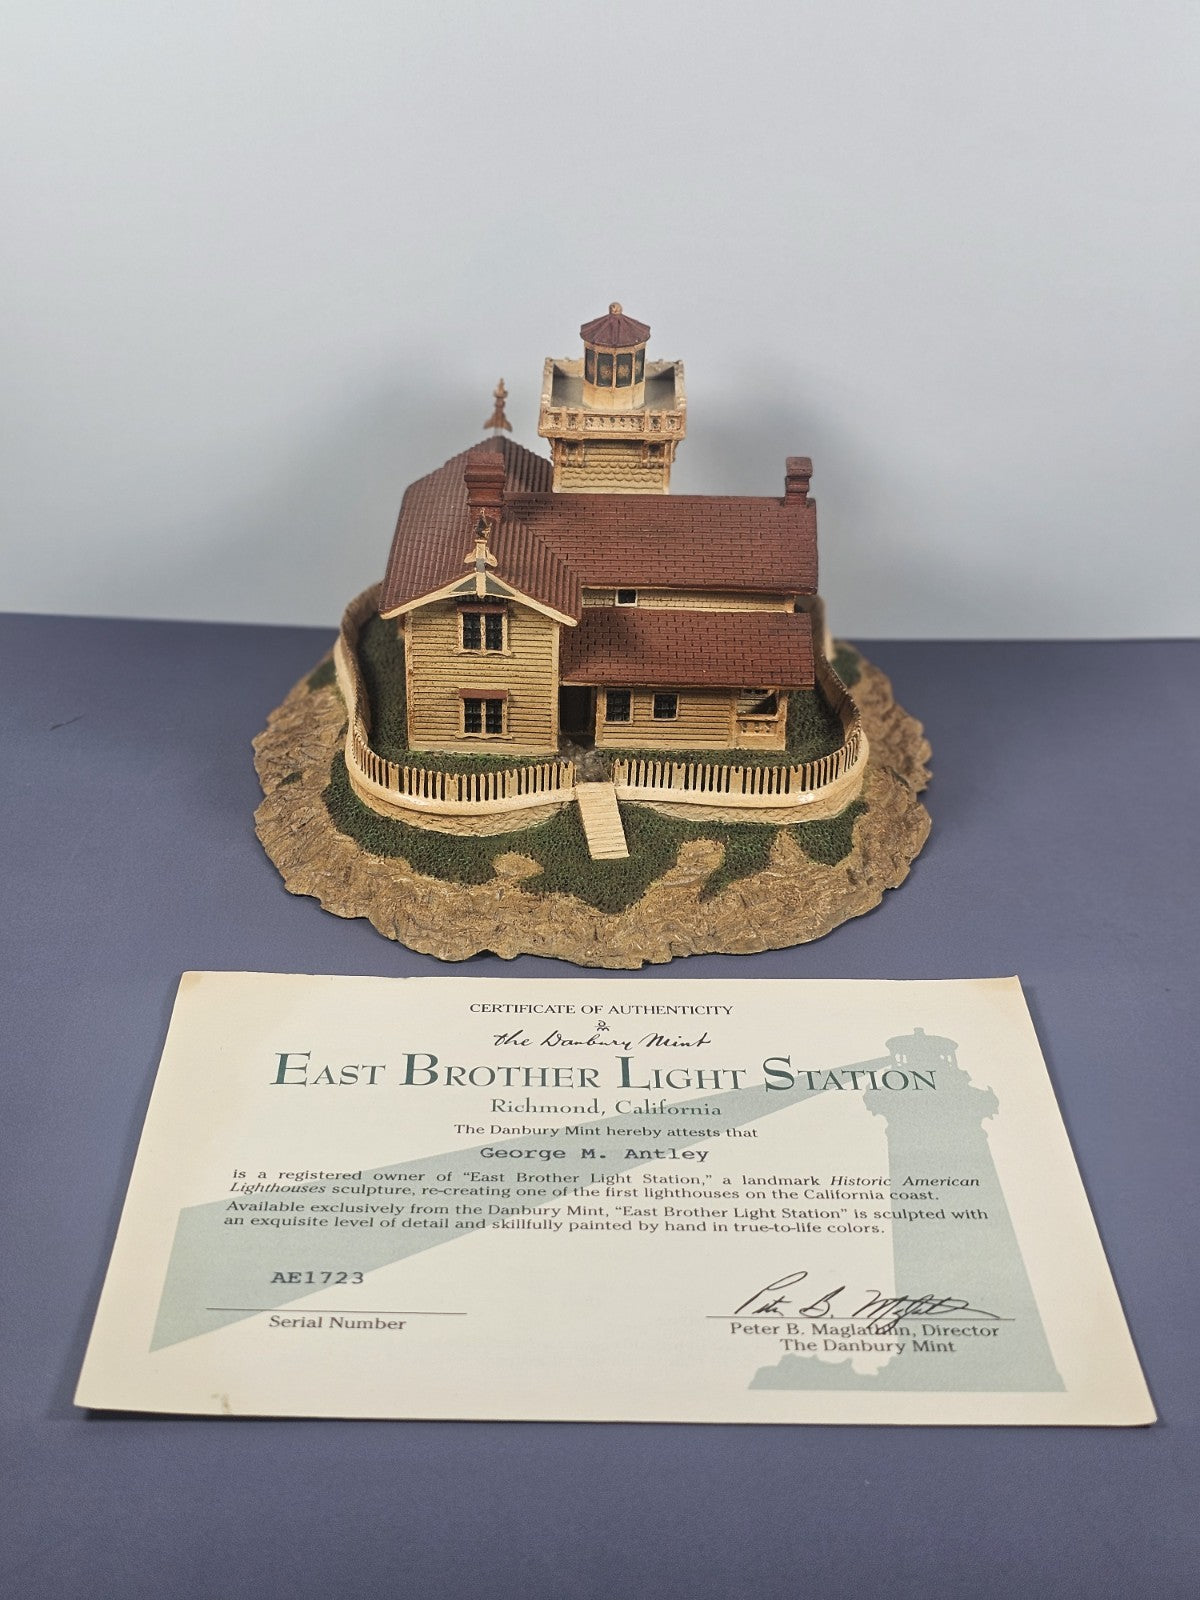 CERTIFICATE OF AUTHENTICITY
the Danbury Mint
EAST BROTHER LIGHT STATION
Richmond, California
The Danbury Mint hereby attests that
George M. Antley
is a registered owner of "East Brother Light Station," a landmark Historic American
Lighthouses sculpture, re-creating one of the first lighthouses on the California coast.
Available exclusively from the Danbury Mint, "East Brother Light Station" is sculpted with
an exquisite level of detail and skillfully painted by hand in true-to-life colors.
AE1723
Serial Number
Peter B. Maglathlin, Director
The Danbury Mint